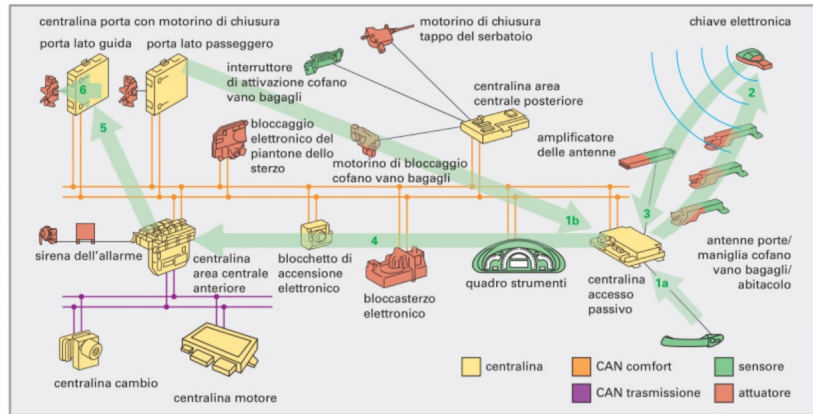 centralina porta con motorino di chiusura
porta lato guida
porta lato passeggero
motorino di chiusura
tappo del serbatoio
chiave elettronica
interruttore
di attivazione cofano
vano bagagli
centralina area
centrale posteriore
6
2
5
bloccaggio
elettronico del
piantone dello
sterzo
motorino di bloccaggio
cofano vano bagagli
amplificatore
delle antenne
1b
3
4
sirena dell'allarme
centralina
area centrale
anteriore
blocchetto di
accensione
elettronico
bloccasterzo
elettronico
quadro strumenti
centralina
accesso
passivo
1a
antenne porte/
maniglia cofano
vano bagagli/
abitacolo
centralina cambio
centralina motore
centralina
CAN comfort
sensore
CAN trasmissione
attuatore